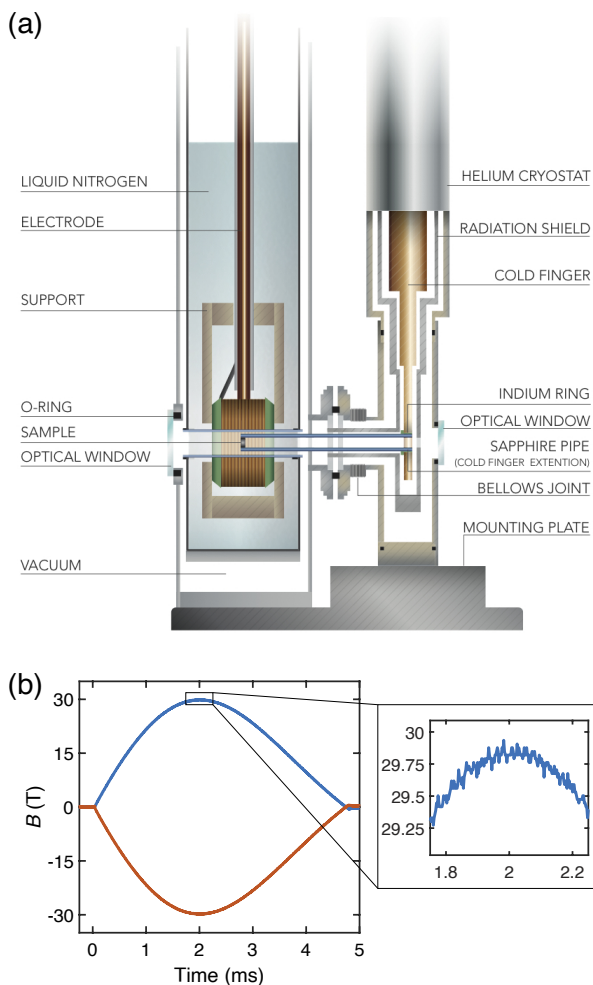 (a)
LIQUID NITROGEN
ELECTRODE
SUPPORT
O-RING
SAMPLE
OPTICAL WINDOW
VACUUM
HELIUM CRYOSTAT
RADIATION SHIELD
COLD FINGER
INDIUM RING
OPTICAL WINDOW
SAPPHIRE PIPE
(COLD FINGER EXTENTION)
BELLOWS JOINT
MOUNTING PLATE
(b)
B (T)
30
15
0
-15
-30
0 1 2 3 4 5
Time (ms)
30
29.75
29.5
29.25
1.8 2 2.2